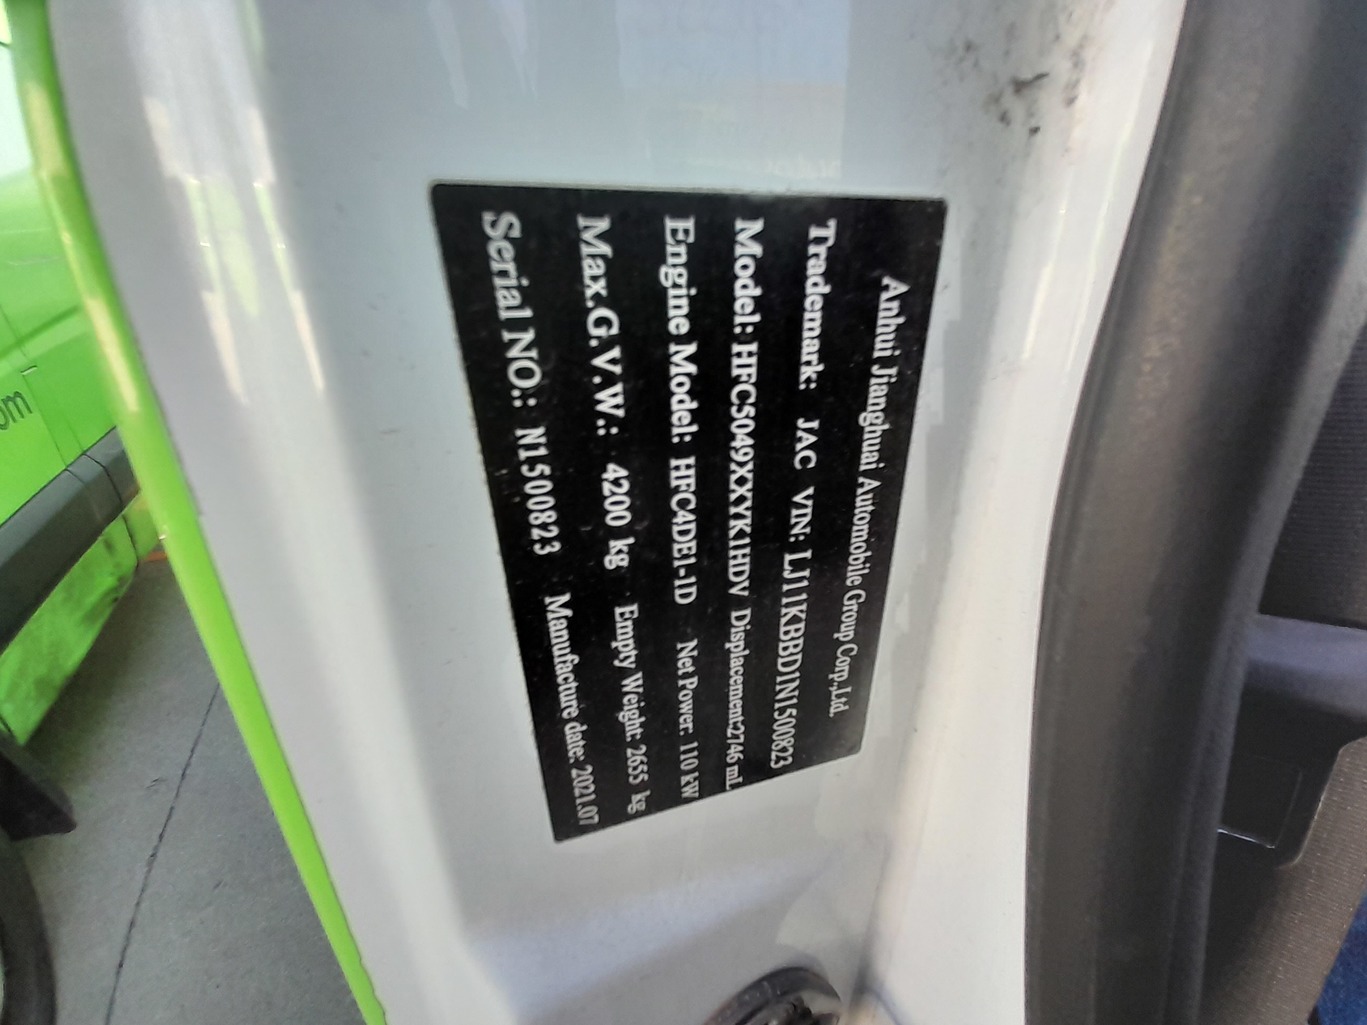 Anhui Jianghuai Automobile Group Corp.,Ltd.
Trademark: JAC VIN: LJ11KBBD1N1500823
Model: HFC5049XXYK1HDV Displacement:2746 mL
Engine Model: HFC4DE1-1D Net Power: 110 kW
Max.G.V.W.: 4200 kg Empty Weight: 2655 kg
Serial NO.: N1500823 Manufacture date: 2021.07
om